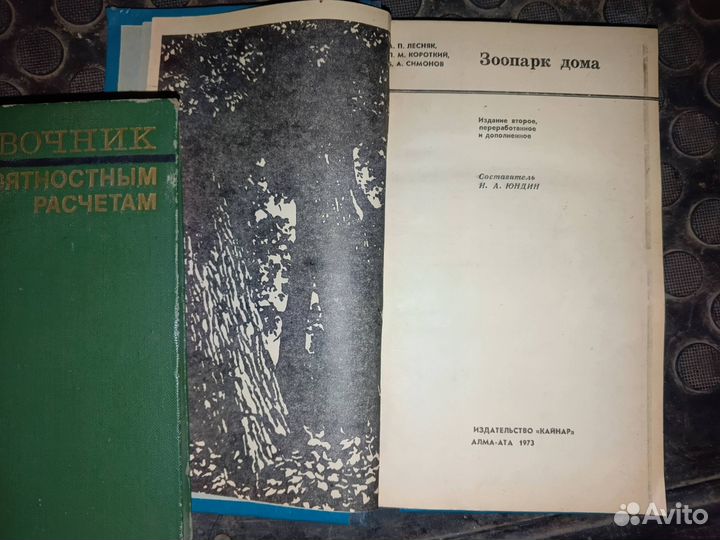 ВОЧНИК
ЯТНОСТНЫМ
РАСЧЕТАМ
А. П. ЛЕСНЯК,
П. М. КОРОТКИЙ,
А. СИМОНОВ
Зоопарк дома
Издание второе,
переработанное
и дополненное
Составитель
Н. А. ЮНДИН
ИЗДАТЕЛЬСТВО «КАЙНАР»
АЛМА-АТА 1973
Avito